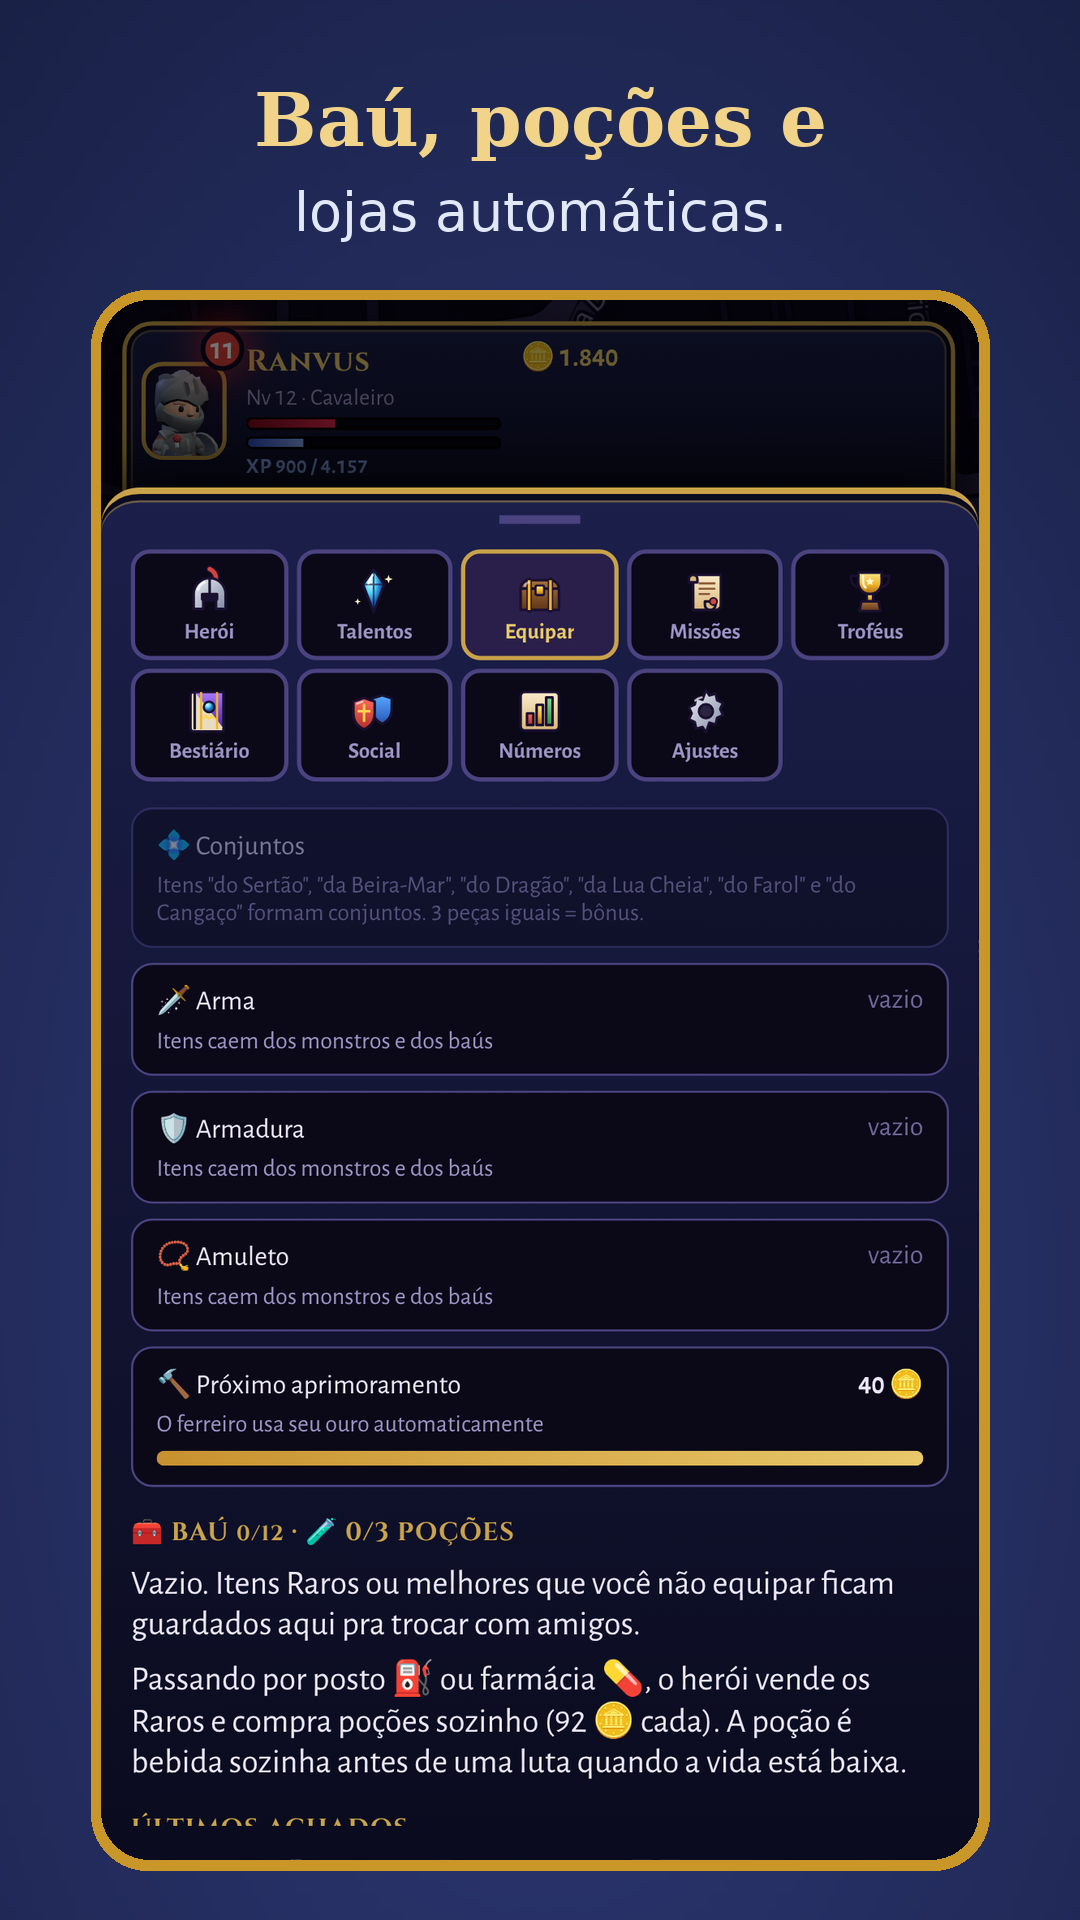 Baú, poções e
lojas automáticas.
11
RANVUS
1.840
Nv 12 · Cavaleiro
XP 900 / 4.157
Herói
Talentos
Equipar
Missões
Troféus
Bestiário
Social
Números
Ajustes
Conjuntos
Itens "do Sertão", "da Beira-Mar", "do Dragão", "da Lua Cheia", "do Farol" e "do
Cangaço" formam conjuntos. 3 peças iguais = bônus.
Arma
vazio
Itens caem dos monstros e dos baús
Armadura
vazio
Itens caem dos monstros e dos baús
Amuleto
vazio
Itens caem dos monstros e dos baús
Próximo aprimoramento
40
O ferreiro usa seu ouro automaticamente
BAÚ 0/12 · 0/3 POÇÕES
Vazio. Itens Raros ou melhores que você não equipar ficam
guardados aqui pra trocar com amigos.
Passando por posto ou farmácia , o herói vende os
Raros e compra poções sozinho (92 cada). A poção é
bebida sozinha antes de uma luta quando a vida está baixa.
ÚLTIMOS ACHADOS